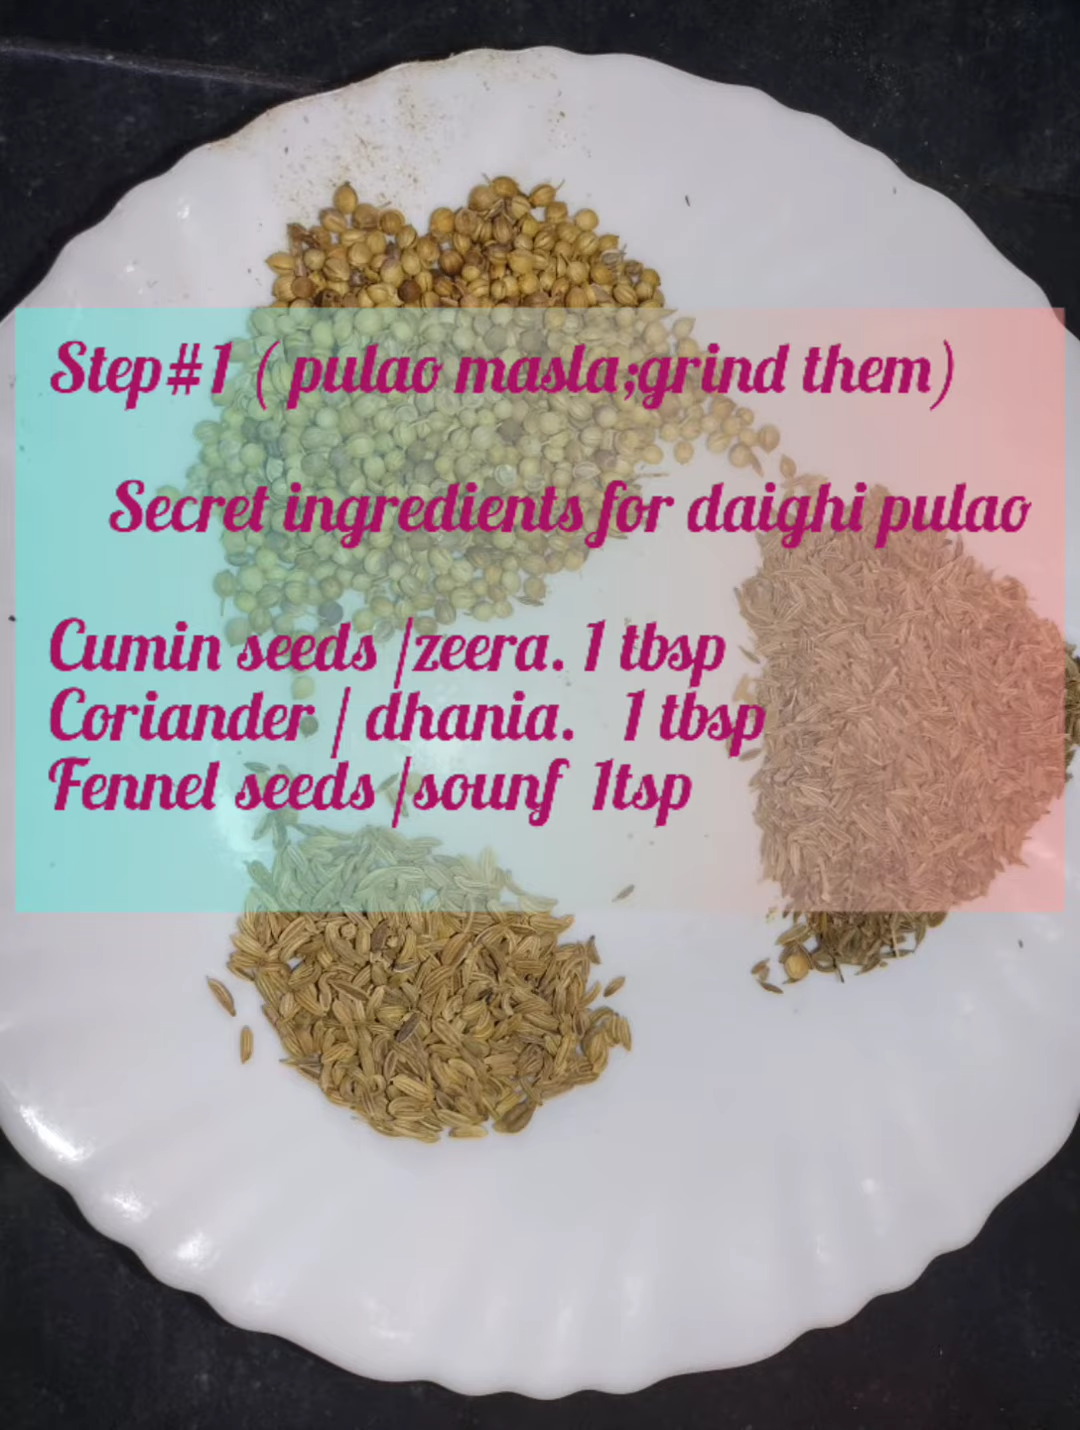 Step#1 ( pulao masla;grind them)
Secret ingredients for daighi pulao
Cumin seeds /zeera. 1 tbsp
Coriander / dhania. 1 tbsp
Fennel seeds /sounf 1tsp